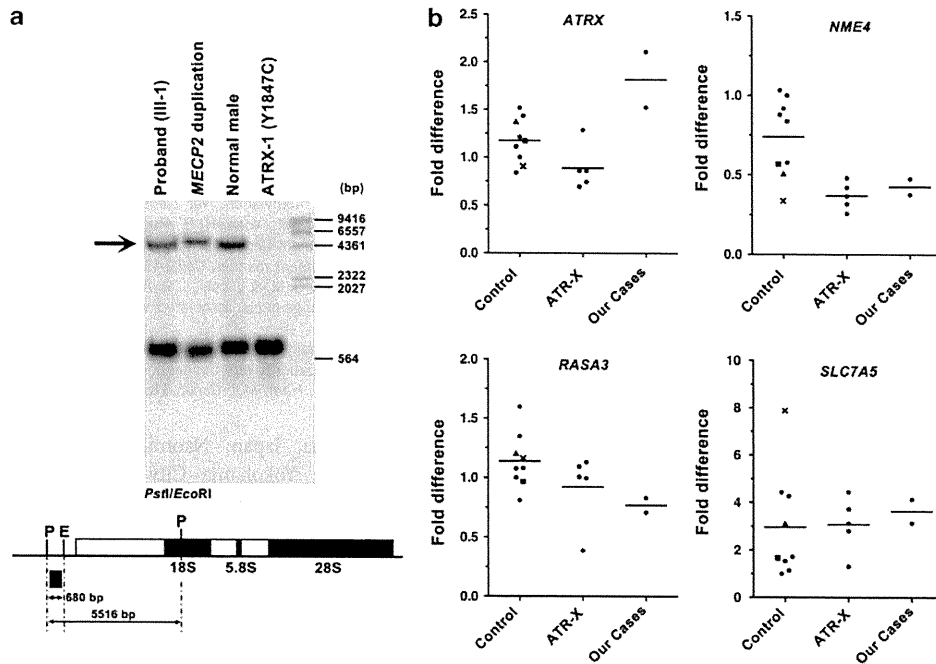 a
Proband (III-1)
MECP2 duplication
Normal male
ATRX-1 (Y1847C)
(bp)
9416
6557
4361
2322
2027
564
PstI/EcoRI
P E P
18S 5.8S 28S
680 bp
5516 bp
b
ATRX
Fold difference
2.5
2.0
1.5
1.0
0.5
0.0
Control
ATR-X
Our Cases
NME4
Fold difference
1.5
1.0
0.5
0.0
Control
ATR-X
Our Cases
RASA3
Fold difference
2.0
1.5
1.0
0.5
0.0
Control
ATR-X
Our Cases
SLC7A5
Fold difference
10
8
6
4
2
0
Control
ATR-X
Our Cases